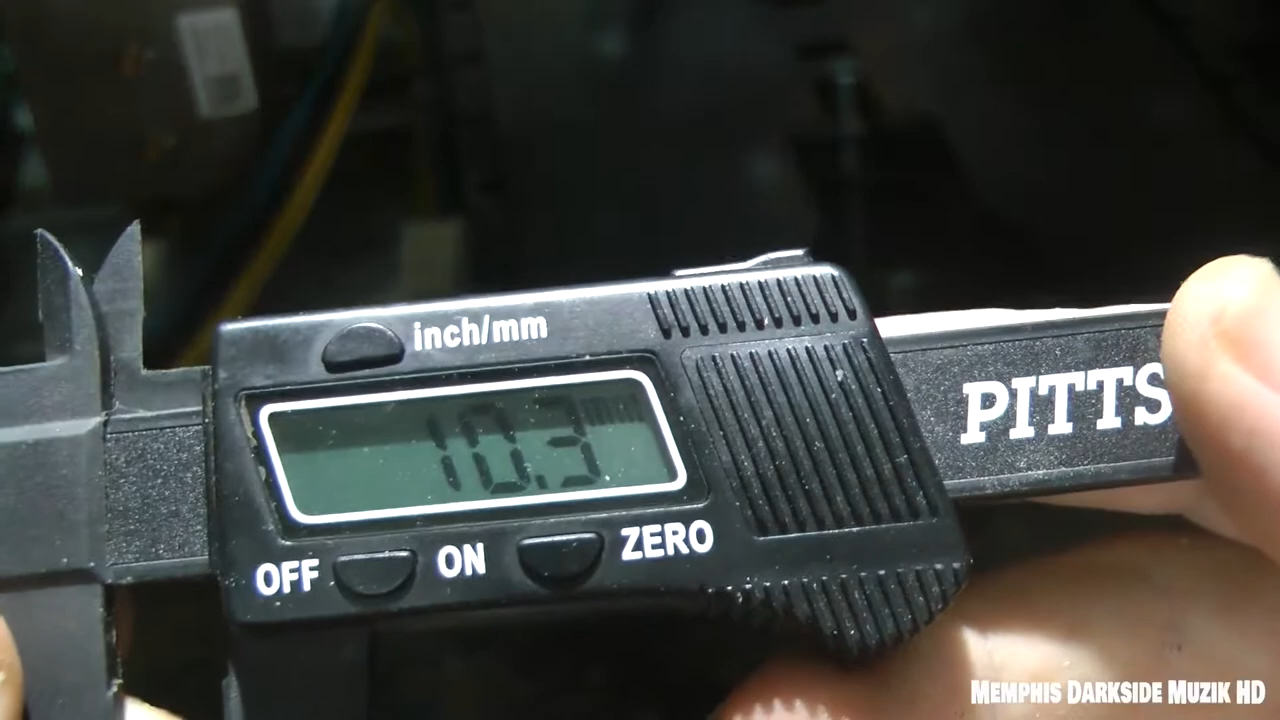 inch/mm
10.3 mm
OFF ON ZERO
PITTS
MEMPHIS DARKSIDE MUZIK HD